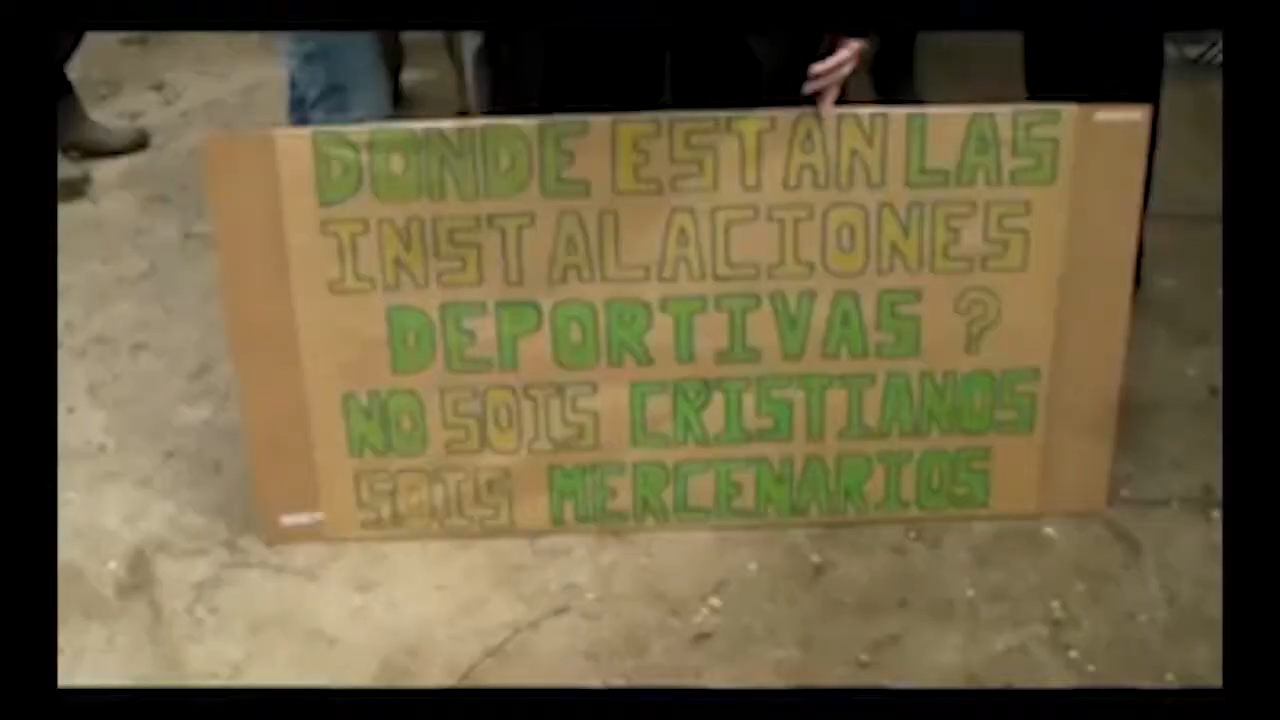 DONDE ESTAN LAS
INSTALACIONES
DEPORTIVAS ?
NO SOIS CRISTIANOS
SOIS MERCENARIOS